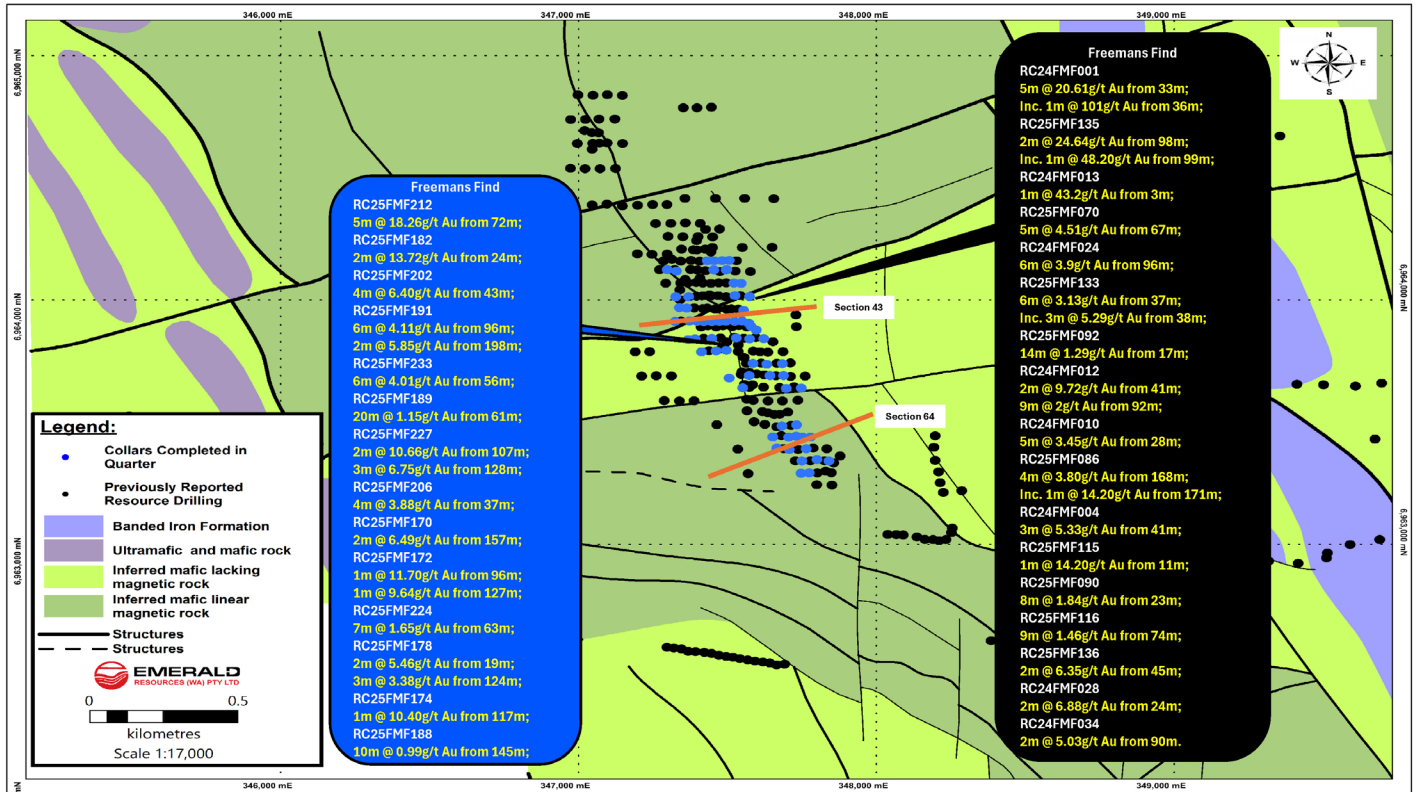 346,000 mE
347,000 mE
348,000 mE
349,000 mE
6,965,000 mN
6,964,000 mN
6,964,000 mN
6,963,000 mN
6,963,000 mN
mN
N
W
E
S
Freemans Find
RC25FMF212
5m @ 18.26g/t Au from 72m;
RC25FMF182
2m @ 13.72g/t Au from 24m;
RC25FMF202
4m @ 6.40g/t Au from 43m;
RC25FMF191
6m @ 4.11g/t Au from 96m;
2m @ 5.85g/t Au from 198m;
RC25FMF233
6m @ 4.01g/t Au from 56m;
RC25FMF189
20m @ 1.15g/t Au from 61m;
RC25FMF227
2m @ 10.66g/t Au from 107m;
3m @ 6.75g/t Au from 128m;
RC25FMF206
4m @ 3.88g/t Au from 37m;
RC25FMF170
2m @ 6.49g/t Au from 157m;
RC25FMF172
1m @ 11.70g/t Au from 96m;
1m @ 9.64g/t Au from 127m;
RC25FMF224
7m @ 1.65g/t Au from 63m;
RC25FMF178
2m @ 5.46g/t Au from 19m;
3m @ 3.38g/t Au from 124m;
RC25FMF174
1m @ 10.40g/t Au from 117m;
RC25FMF188
10m @ 0.99g/t Au from 145m;
Section 43
Section 64
Freemans Find
RC24FMF001
5m @ 20.61g/t Au from 33m;
Inc. 1m @ 101g/t Au from 36m;
RC25FMF135
2m @ 24.64g/t Au from 98m;
Inc. 1m @ 48.20g/t Au from 99m;
RC24FMF013
1m @ 43.2g/t Au from 3m;
RC25FMF070
5m @ 4.51g/t Au from 67m;
RC24FMF024
6m @ 3.9g/t Au from 96m;
RC25FMF133
6m @ 3.13g/t Au from 37m;
Inc. 3m @ 5.29g/t Au from 38m;
RC25FMF092
14m @ 1.29g/t Au from 17m;
RC24FMF012
2m @ 9.72g/t Au from 41m;
9m @ 2g/t Au from 92m;
RC24FMF010
5m @ 3.45g/t Au from 28m;
RC25FMF086
4m @ 3.80g/t Au from 168m;
Inc. 1m @ 14.20g/t Au from 171m;
RC24FMF004
3m @ 5.33g/t Au from 41m;
RC25FMF115
1m @ 14.20g/t Au from 11m;
RC25FMF090
8m @ 1.84g/t Au from 23m;
RC25FMF116
9m @ 1.46g/t Au from 74m;
RC25FMF136
2m @ 6.35g/t Au from 45m;
RC24FMF028
2m @ 6.88g/t Au from 24m;
RC24FMF034
2m @ 5.03g/t Au from 90m.
Legend:
Collars Completed in
Quarter
Previously Reported
Resource Drilling
Banded Iron Formation
Ultramafic and mafic rock
Inferred mafic lacking
magnetic rock
Inferred mafic linear
magnetic rock
Structures
Structures
EMERALD
RESOURCES (WA) PTY LTD
0
0.5
kilometres
Scale 1:17,000
346,000 mE
347,000 mE
348,000 mE
349,000 mE